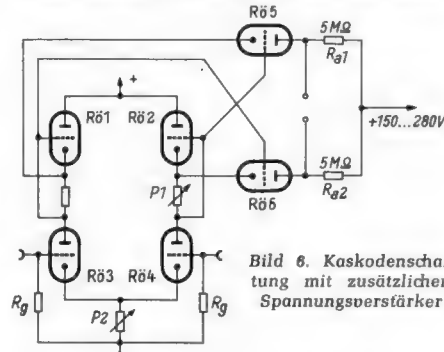 Rö5
5MΩ
Ra1
+
Rö1
Rö2
+150...280V
5MΩ
Ra2
P1
Rö6
Rö3
Rö4
Rg
P2
Rg
Bild 6. Kaskodenschal
tung mit zusätzlicher
Spannungsverstärker